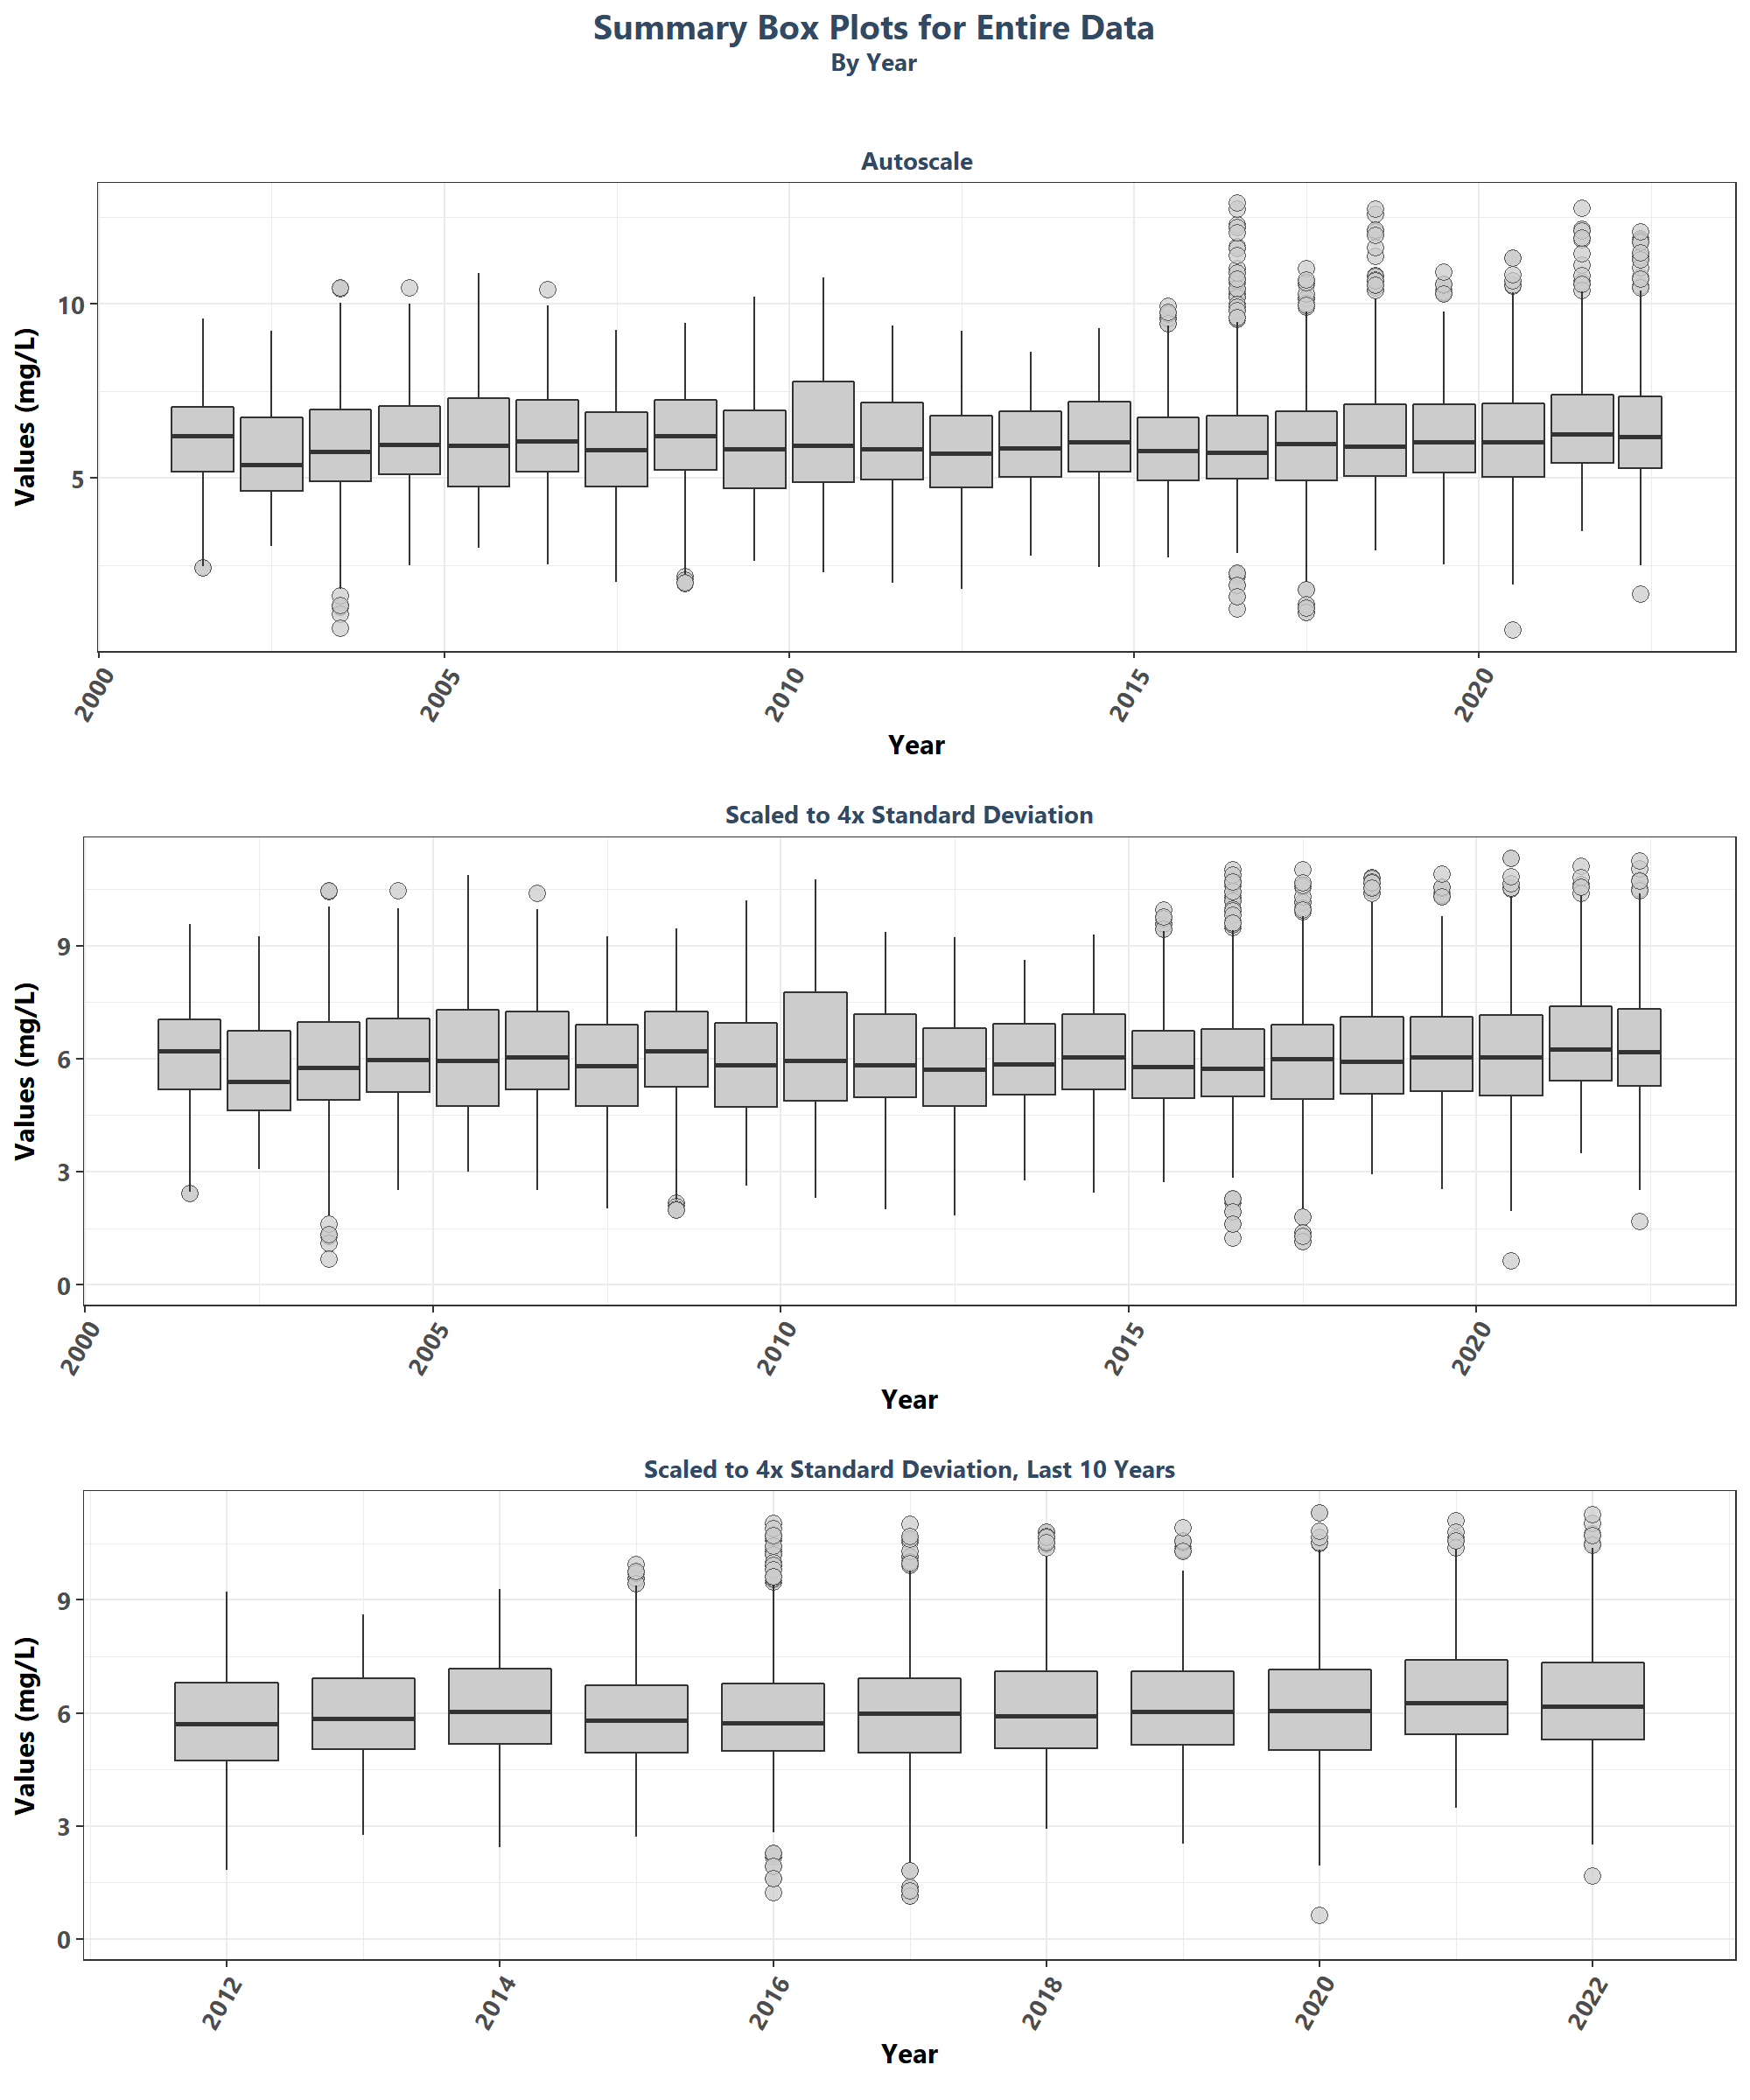 Summary Box Plots for Entire Data
By Year
Autoscale
Values (mg/L)
10
5
2000 2005 2010 2015 2020
Year
Scaled to 4x Standard Deviation
Values (mg/L)
9
6
3
0
2000 2005 2010 2015 2020
Year
Scaled to 4x Standard Deviation, Last 10 Years
Values (mg/L)
9
6
3
0
2012 2014 2016 2018 2020 2022
Year